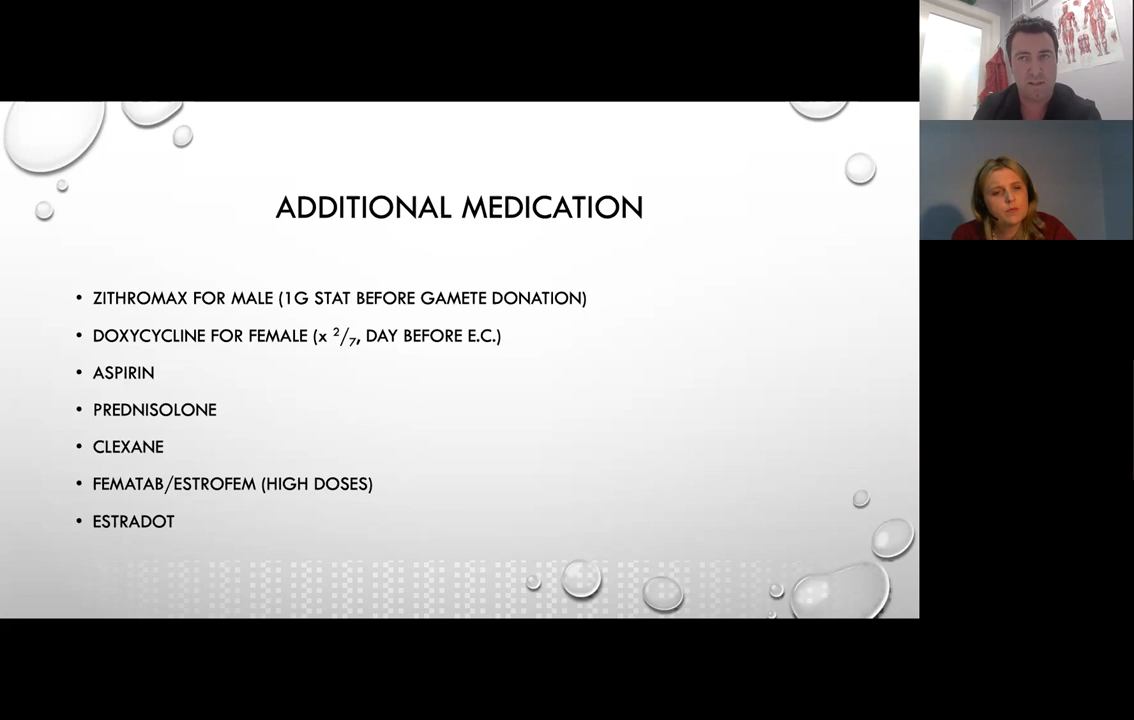 ADDITIONAL MEDICATION
• ZITHROMAX FOR MALE (1G STAT BEFORE GAMETE DONATION)
• DOXYCYCLINE FOR FEMALE (x 2/7, DAY BEFORE E.C.)
• ASPIRIN
• PREDNISOLONE
• CLEXANE
• FEMATAB/ESTROFEM (HIGH DOSES)
• ESTRADOT